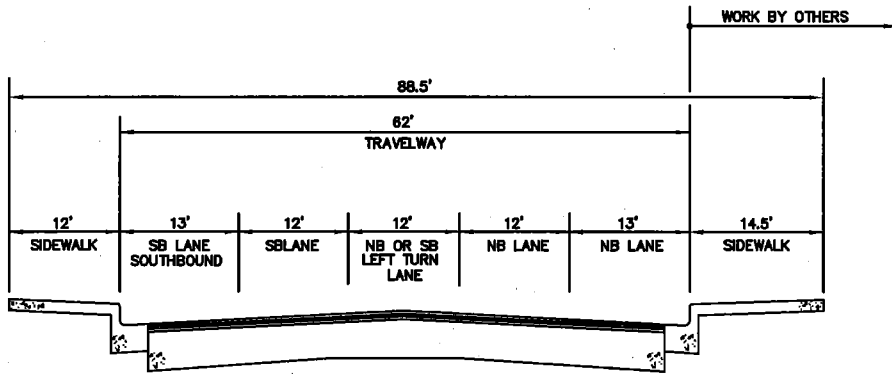 WORK BY OTHERS
88.5'
62'
TRAVELWAY
12' 13' 12' 12' 12' 13' 14.5'
SIDEWALK SB LANE SBLANE NB OR SB NB LANE NB LANE SIDEWALK
SOUTHBOUND LEFT TURN
LANE